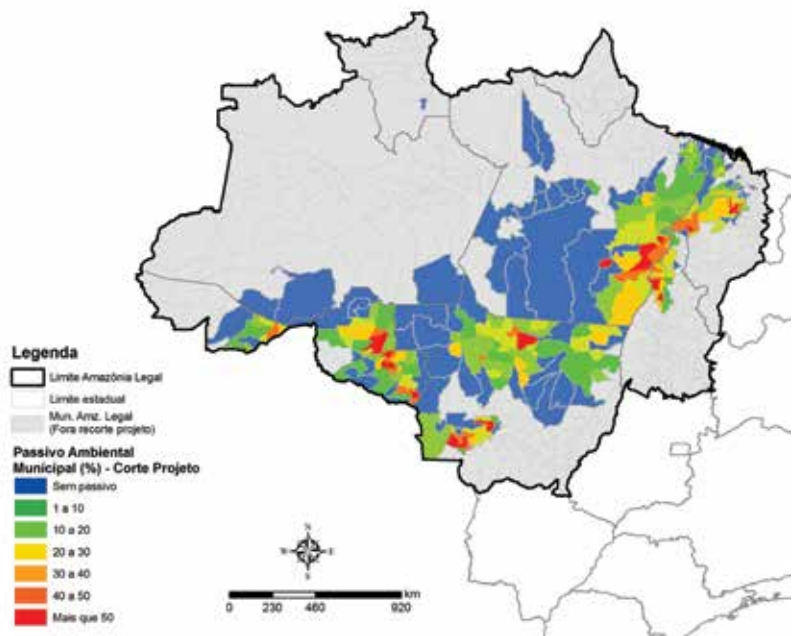 Legenda
Limite Amazônia Legal
Limite estadual
Mun. Amz. Legal
(Fora recorte projeto)
Passivo Ambiental
Municipal (%) - Corte Projeto
Sem passivo
1 a 10
10 a 20
20 a 30
30 a 40
40 a 50
Mais que 50
N
W E
S
km
0 230 460 920